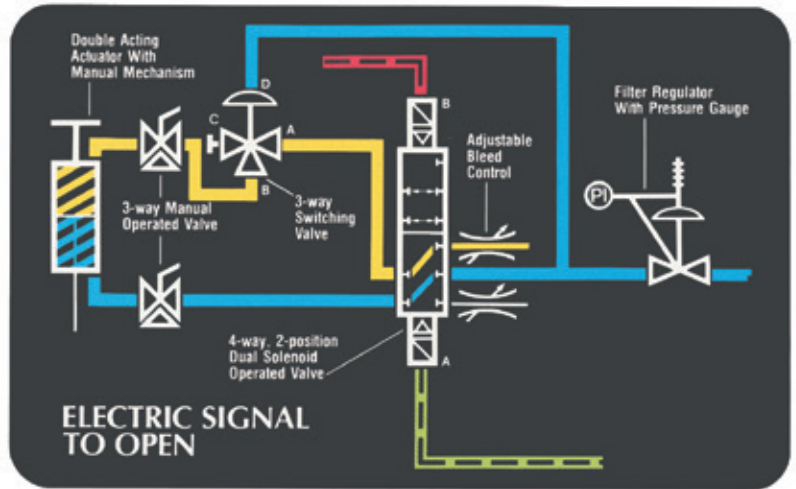 Double Acting
Actuator With
Manual Mechanism
D
C
A
B
3-way Manual
Operated Valve
3-way
Switching
Valve
B
Adjustable
Bleed
Control
Filter Regulator
With Pressure Gauge
PI
4-way, 2-position
Dual Solenoid
Operated Valve
A
ELECTRIC SIGNAL
TO OPEN